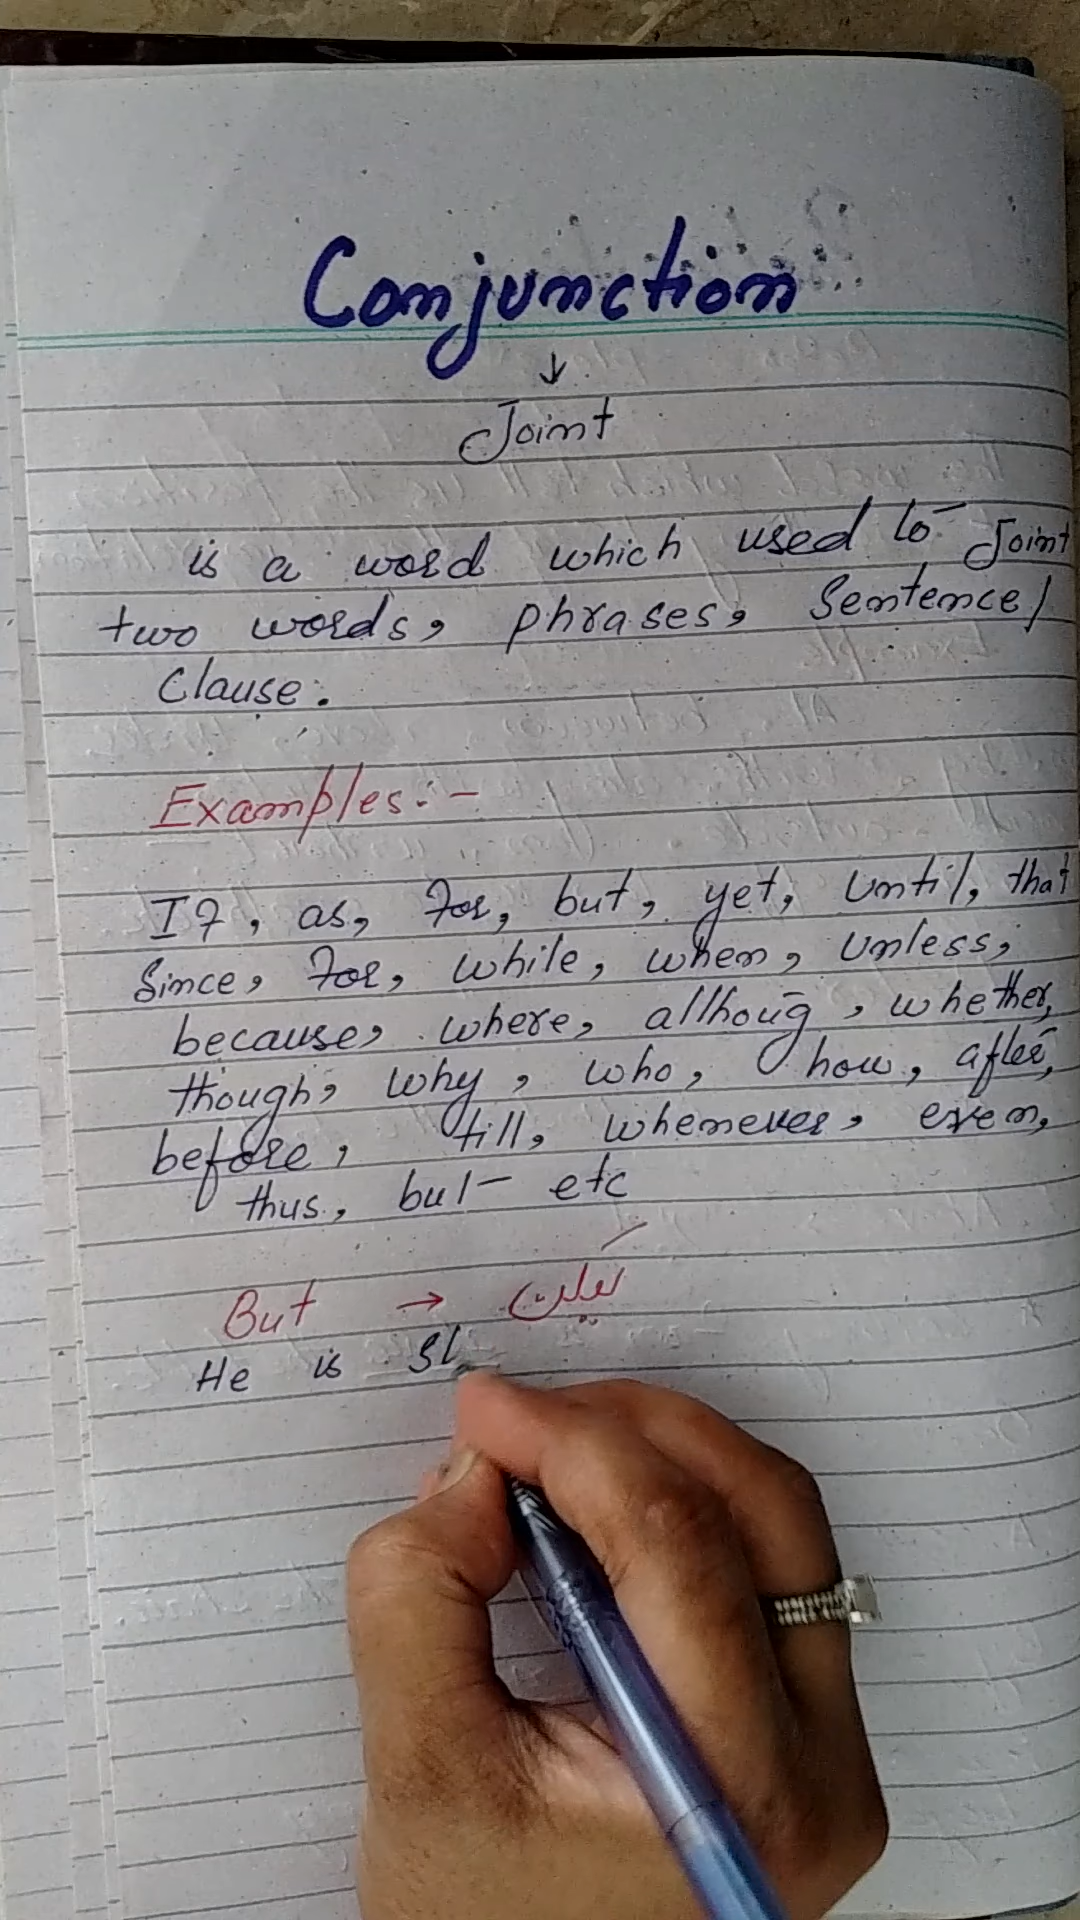 Conjunction
↓
Joint
is a word which used to Joint
two words, phrases, Sentence/
Clause.
Examples:-
If, as, For, but, yet, Until, that
Since, For, while, when, Unless,
because, where, althoug, whether,
though, why, who, how, after,
before, till, whenever, even,
thus, but etc
But → لیکن
He is